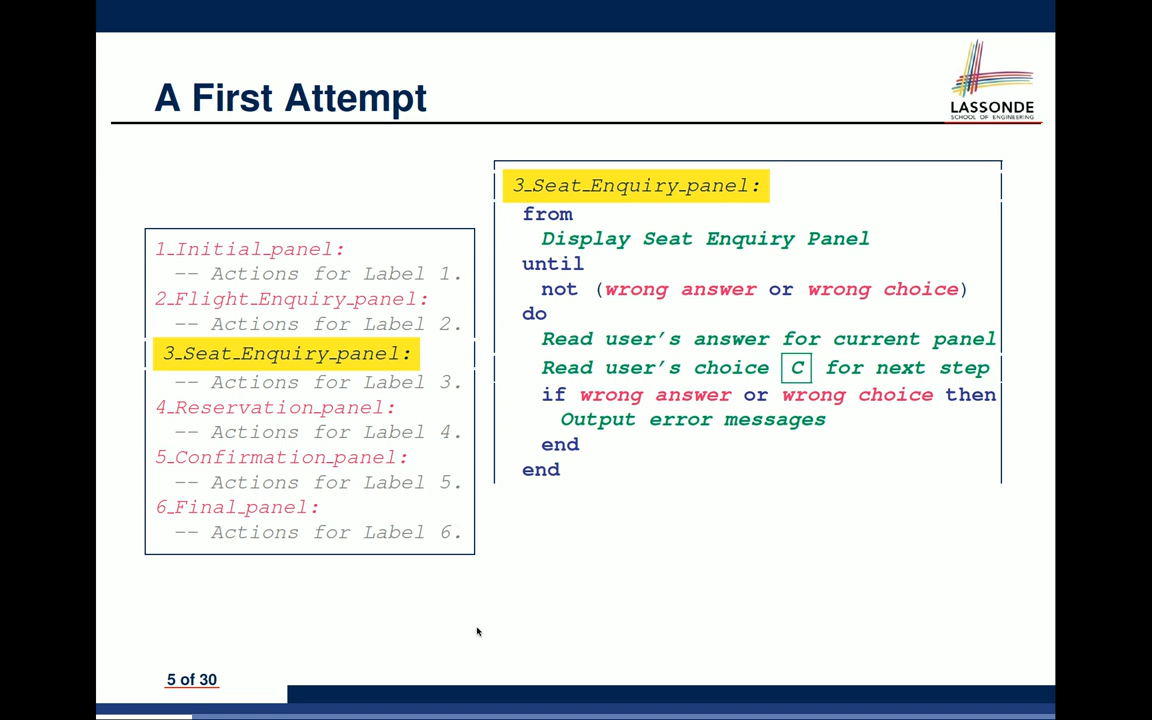 A First Attempt
LASSONDE
SCHOOL OF ENGINEERING
1_Initial_panel:
-- Actions for Label 1.
2_Flight_Enquiry_panel:
-- Actions for Label 2.
3_Seat_Enquiry_panel:
-- Actions for Label 3.
4_Reservation_panel:
-- Actions for Label 4.
5_Confirmation_panel:
-- Actions for Label 5.
6_Final_panel:
-- Actions for Label 6.
3_Seat_Enquiry_panel:
from
Display Seat Enquiry Panel
until
not (wrong answer or wrong choice)
do
Read user's answer for current panel
Read user's choice C for next step
if wrong answer or wrong choice then
Output error messages
end
end
5 of 30